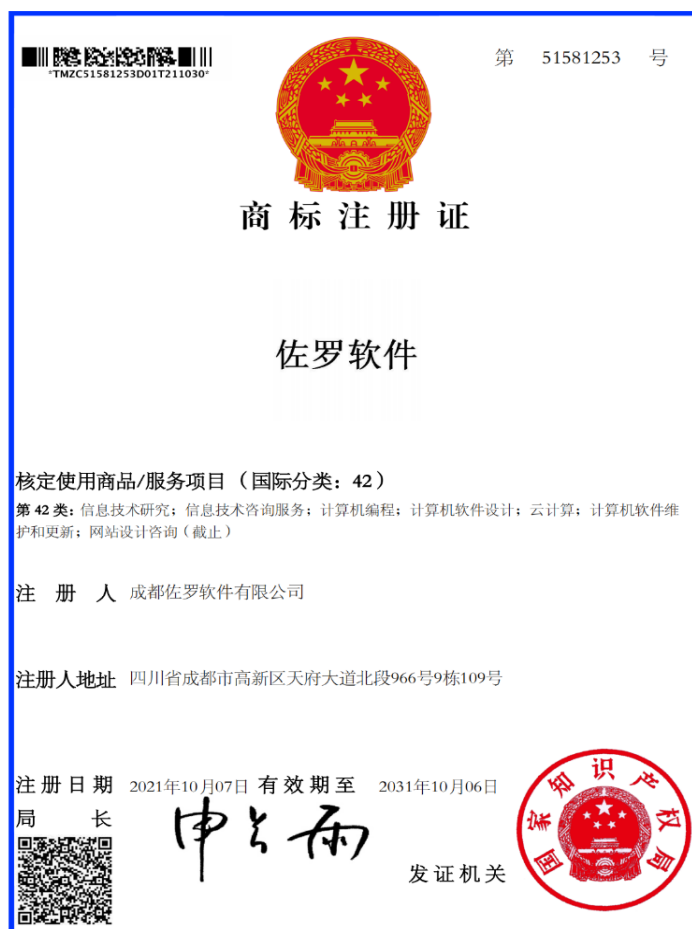 *TMZC51581253D01T211030*
第 51581253 号
商标注册证
佐罗软件
核定使用商品/服务项目（国际分类：42）
第 42 类：信息技术研究；信息技术咨询服务；计算机编程；计算机软件设计；云计算；计算机软件维
护和更新；网站设计咨询（截止）
注 册 人 成都佐罗软件有限公司
注册人地址 四川省成都市高新区天府大道北段966号9栋109号
注册日期 2021年10月07日 有效期至 2031年10月06日
局 长 申长雨
发证机关
国家知识产权局